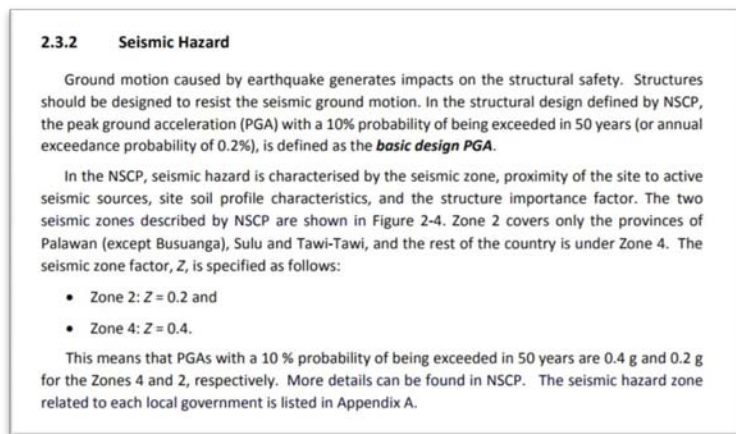 2.3.2 Seismic Hazard
Ground motion caused by earthquake generates impacts on the structural safety. Structures
should be designed to resist the seismic ground motion. In the structural design defined by NSCP,
the peak ground acceleration (PGA) with a 10% probability of being exceeded in 50 years (or annual
exceedance probability of 0.2%), is defined as the basic design PGA.
In the NSCP, seismic hazard is characterised by the seismic zone, proximity of the site to active
seismic sources, site soil profile characteristics, and the structure importance factor. The two
seismic zones described by NSCP are shown in Figure 2-4. Zone 2 covers only the provinces of
Palawan (except Busuanga), Sulu and Tawi-Tawi, and the rest of the country is under Zone 4. The
seismic zone factor, Z, is specified as follows:
• Zone 2: Z = 0.2 and
• Zone 4: Z = 0.4.
This means that PGAs with a 10 % probability of being exceeded in 50 years are 0.4 g and 0.2 g
for the Zones 4 and 2, respectively. More details can be found in NSCP. The seismic hazard zone
related to each local government is listed in Appendix A.